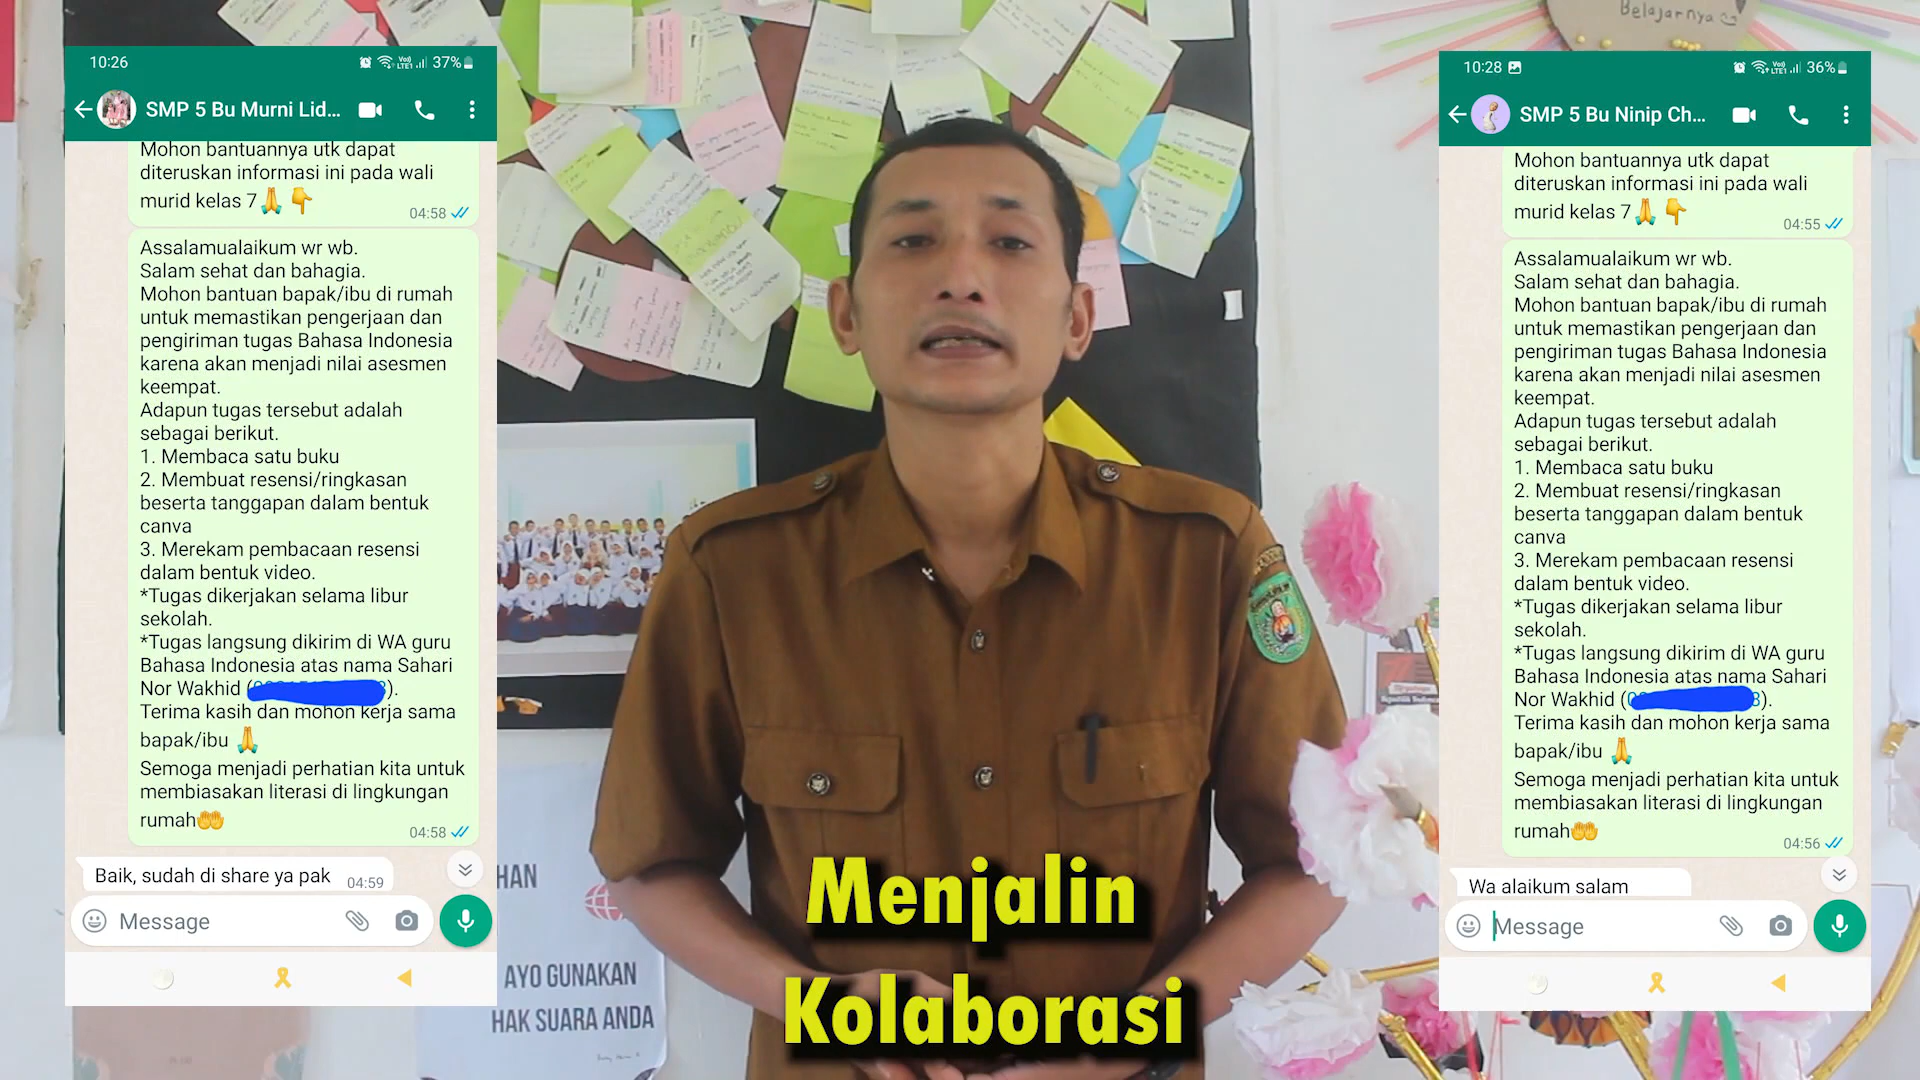 Belajarnya
10:26
37%
SMP 5 Bu Murni Lid...
Mohon bantuannya utk dapat
diteruskan informasi ini pada wali
murid kelas 7🙏👇
04:58
Assalamualaikum wr wb.
Salam sehat dan bahagia.
Mohon bantuan bapak/ibu di rumah
untuk memastikan pengerjaan dan
pengiriman tugas Bahasa Indonesia
karena akan menjadi nilai asesmen
keempat.
Adapun tugas tersebut adalah
sebagai berikut.
1. Membaca satu buku
2. Membuat resensi/ringkasan
beserta tanggapan dalam bentuk
canva
3. Merekam pembacaan resensi
dalam bentuk video.
*Tugas dikerjakan selama libur
sekolah.
*Tugas langsung dikirim di WA guru
Bahasa Indonesia atas nama Sahari
Nor Wakhid ( ).
Terima kasih dan mohon kerja sama
bapak/ibu 🙏
Semoga menjadi perhatian kita untuk
membiasakan literasi di lingkungan
rumah🤲
04:58
Baik, sudah di share ya pak 04:59
Message
10:28
36%
SMP 5 Bu Ninip Ch...
Mohon bantuannya utk dapat
diteruskan informasi ini pada wali
murid kelas 7🙏👇
04:55
Assalamualaikum wr wb.
Salam sehat dan bahagia.
Mohon bantuan bapak/ibu di rumah
untuk memastikan pengerjaan dan
pengiriman tugas Bahasa Indonesia
karena akan menjadi nilai asesmen
keempat.
Adapun tugas tersebut adalah
sebagai berikut.
1. Membaca satu buku
2. Membuat resensi/ringkasan
beserta tanggapan dalam bentuk
canva
3. Merekam pembacaan resensi
dalam bentuk video.
*Tugas dikerjakan selama libur
sekolah.
*Tugas langsung dikirim di WA guru
Bahasa Indonesia atas nama Sahari
Nor Wakhid ( ).
Terima kasih dan mohon kerja sama
bapak/ibu 🙏
Semoga menjadi perhatian kita untuk
membiasakan literasi di lingkungan
rumah🤲
04:56
Wa alaikum salam
Message
Menjalin
Kolaborasi
HAN
AYO GUNAKAN
HAK SUARA ANDA